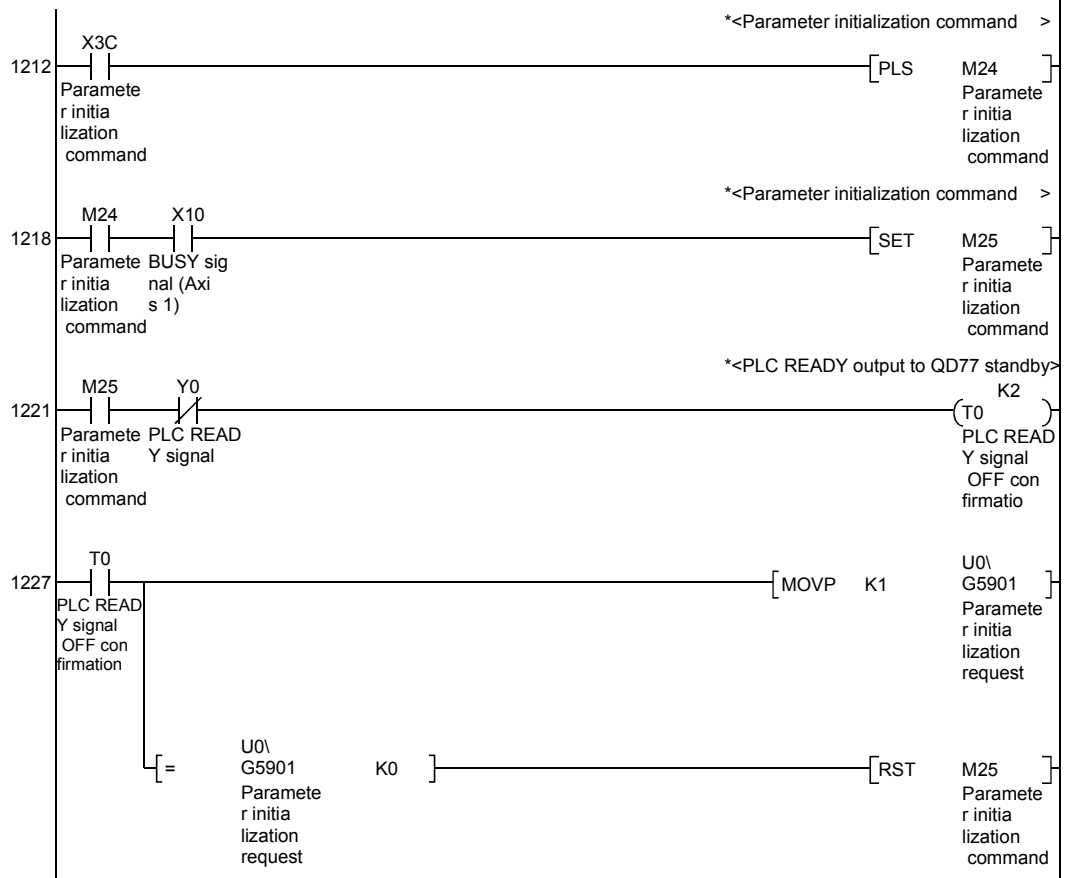 *<Parameter initialization command >
X3C
1212
PLS M24
Paramete
r initia
lization
command
Paramete
r initia
lization
command
*<Parameter initialization command >
M24 X10
1218
SET M25
Paramete
r initia
lization
command
BUSY sig
nal (Axi
s 1)
Paramete
r initia
lization
command
*<PLC READY output to QD77 standby>
M25 Y0
K2
1221
T0
Paramete
r initia
lization
command
PLC READ
Y signal
PLC READ
Y signal
OFF con
firmatio
T0
1227
MOVP K1 U0\
G5901
PLC READ
Y signal
OFF con
firmation
Paramete
r initia
lization
request
= U0\
G5901 K0
Paramete
r initia
lization
request
RST M25
Paramete
r initia
lization
command